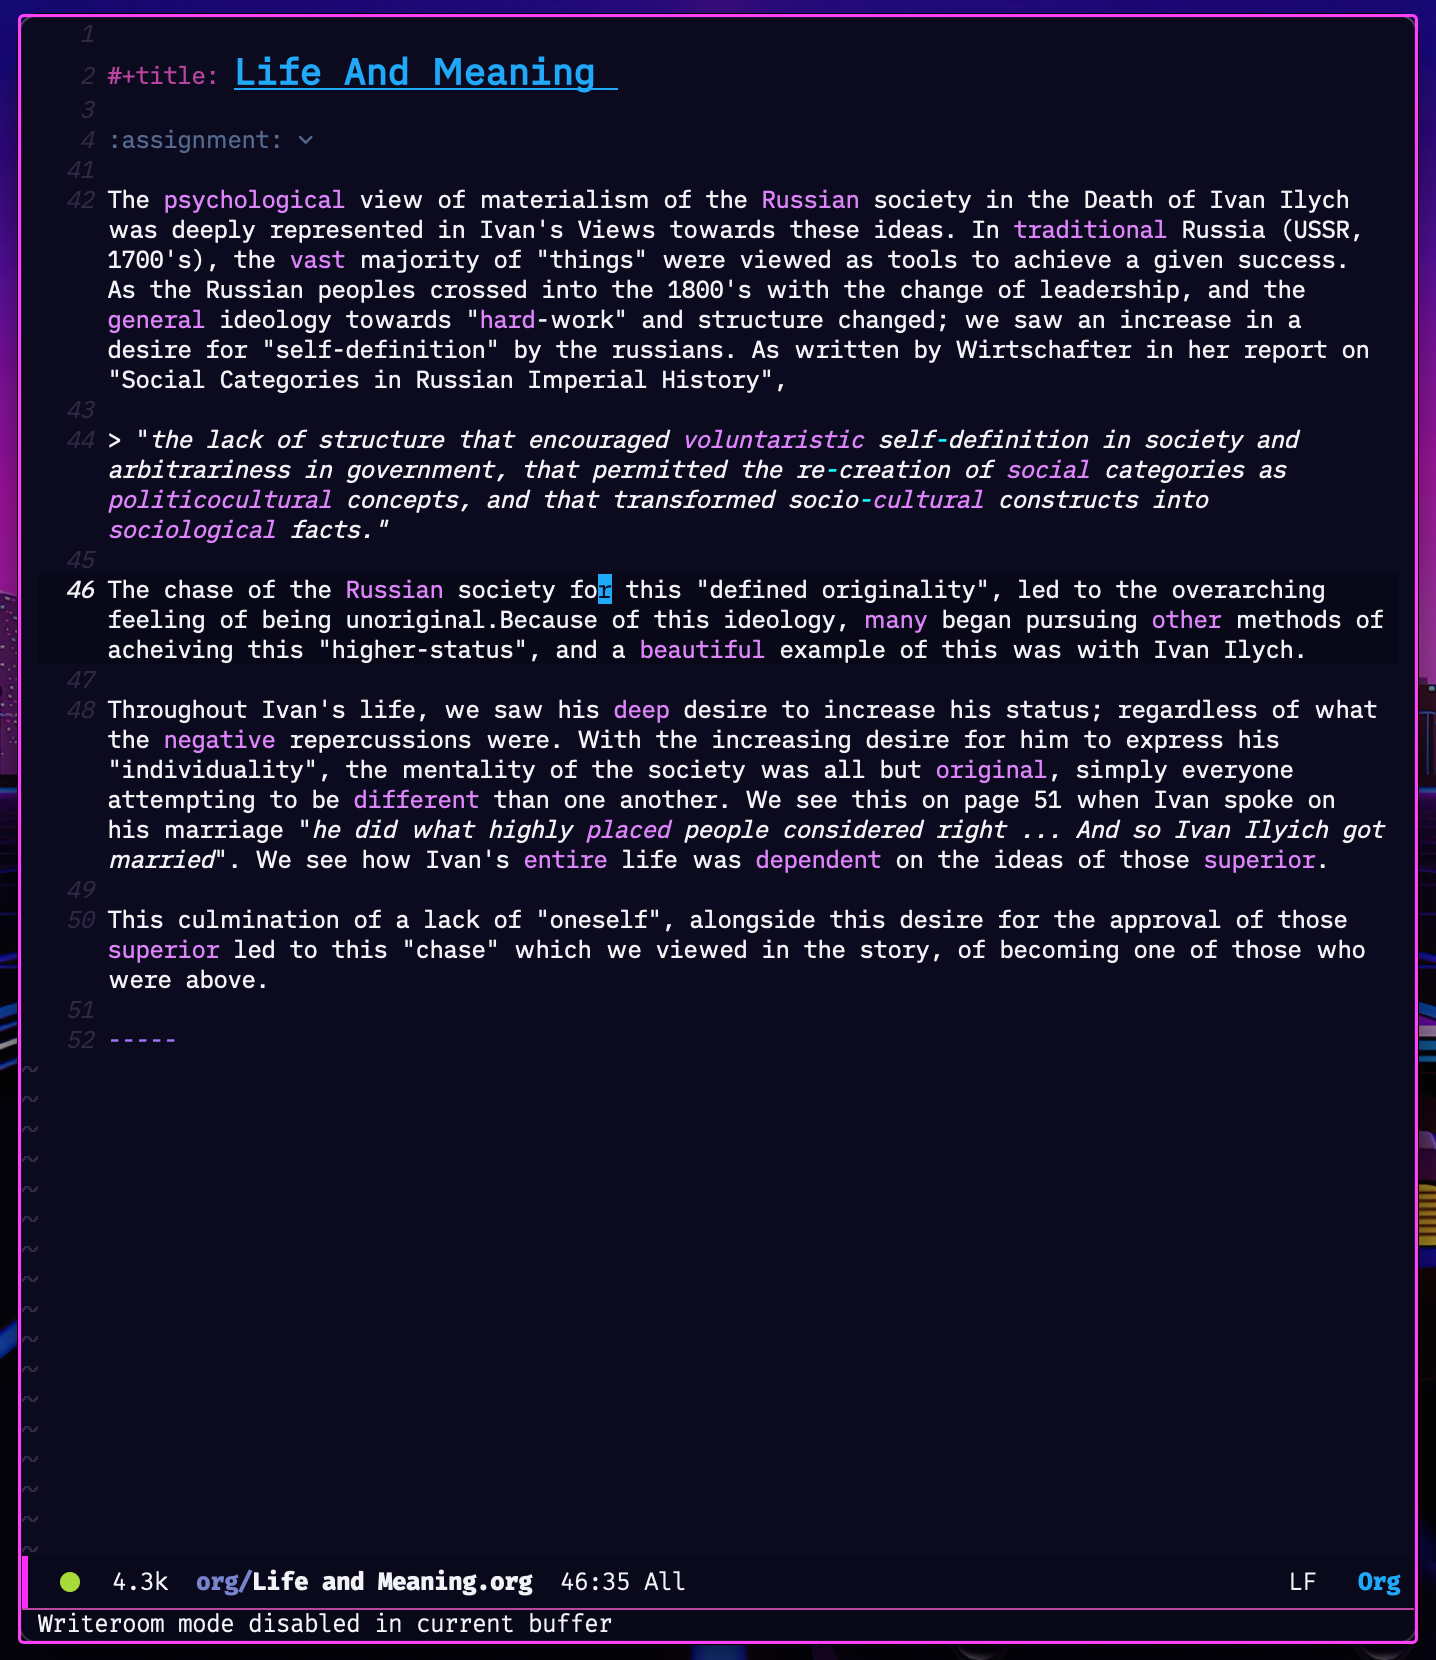 1
2 #+title: Life And Meaning
3
4 :assignment:
41
42 The psychological view of materialism of the Russian society in the Death of Ivan Ilych
was deeply represented in Ivan's Views towards these ideas. In traditional Russia (USSR,
1700's), the vast majority of "things" were viewed as tools to achieve a given success.
As the Russian peoples crossed into the 1800's with the change of leadership, and the
general ideology towards "hard-work" and structure changed; we saw an increase in a
desire for "self-definition" by the russians. As written by Wirtschafter in her report on
"Social Categories in Russian Imperial History",
43
44 > "the lack of structure that encouraged voluntaristic self-definition in society and
arbitrariness in government, that permitted the re-creation of social categories as
politicocultural concepts, and that transformed socio-cultural constructs into
sociological facts."
45
46 The chase of the Russian society for this "defined originality", led to the overarching
feeling of being unoriginal.Because of this ideology, many began pursuing other methods of
acheiving this "higher-status", and a beautiful example of this was with Ivan Ilych.
47
48 Throughout Ivan's life, we saw his deep desire to increase his status; regardless of what
the negative repercussions were. With the increasing desire for him to express his
"individuality", the mentality of the society was all but original, simply everyone
attempting to be different than one another. We see this on page 51 when Ivan spoke on
his marriage "he did what highly placed people considered right ... And so Ivan Ilyich got
married". We see how Ivan's entire life was dependent on the ideas of those superior.
49
50 This culmination of a lack of "oneself", alongside this desire for the approval of those
superior led to this "chase" which we viewed in the story, of becoming one of those who
were above.
51
52 -----
4.3k org/Life and Meaning.org 46:35 All LF Org
Writeroom mode disabled in current buffer